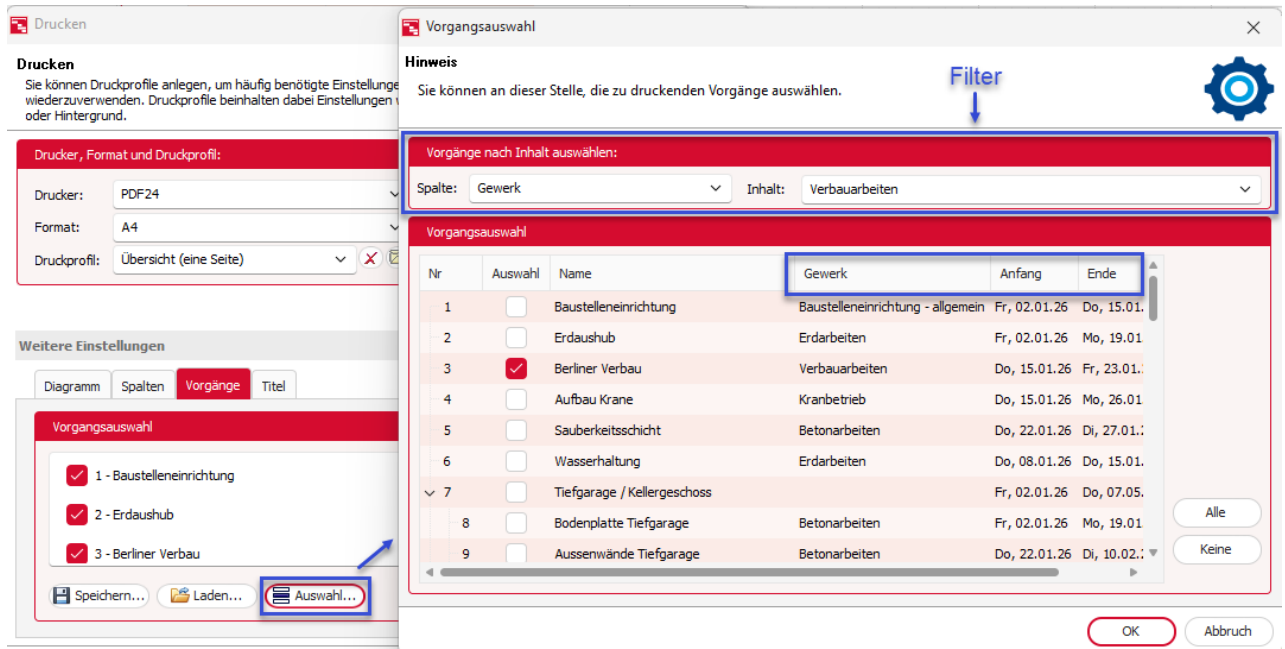 Drucken
Drucken
Sie können Druckprofile anlegen, um häufig benötigte Einstellunge
wiederzuverwenden. Druckprofile beinhalten dabei Einstellungen
oder Hintergrund.
Drucker, Format und Druckprofil:
Drucker: PDF24
Format: A4
Druckprofil: Übersicht (eine Seite)
Weitere Einstellungen
Diagramm Spalten Vorgänge Titel
Vorgangsauswahl
1 - Baustelleneinrichtung
2 - Erdaushub
3 - Berliner Verbau
Speichern... Laden... Auswahl...
Vorgangsauswahl
Hinweis
Sie können an dieser Stelle, die zu druckenden Vorgänge auswählen.
Filter
Vorgänge nach Inhalt auswählen:
Spalte: Gewerk Inhalt: Verbauarbeiten
Vorgangsauswahl
Nr Auswahl Name Gewerk Anfang Ende
1 Baustelleneinrichtung Baustelleneinrichtung - allgemein Fr, 02.01.26 Do, 15.01.
2 Erdaushub Erdarbeiten Fr, 02.01.26 Mo, 19.01
3 Berliner Verbau Verbauarbeiten Do, 15.01.26 Fr, 23.01.
4 Aufbau Krane Kranbetrieb Do, 15.01.26 Mo, 26.01
5 Sauberkeitsschicht Betonarbeiten Do, 22.01.26 Di, 27.01.
6 Wasserhaltung Erdarbeiten Do, 08.01.26 Do, 15.01.
7 Tiefgarage / Kellergeschoss Fr, 02.01.26 Do, 07.05.
8 Bodenplatte Tiefgarage Betonarbeiten Fr, 02.01.26 Mo, 19.01
9 Aussenwände Tiefgarage Betonarbeiten Do, 22.01.26 Di, 10.02.
Alle
Keine
OK Abbruch